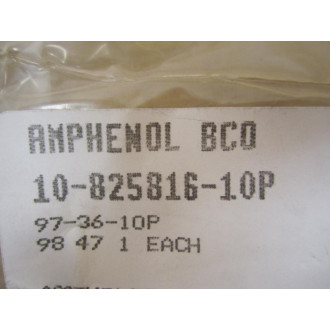 AMPHENOL BCO
10-825816-10P
97-36-10P
98 47 1 EACH